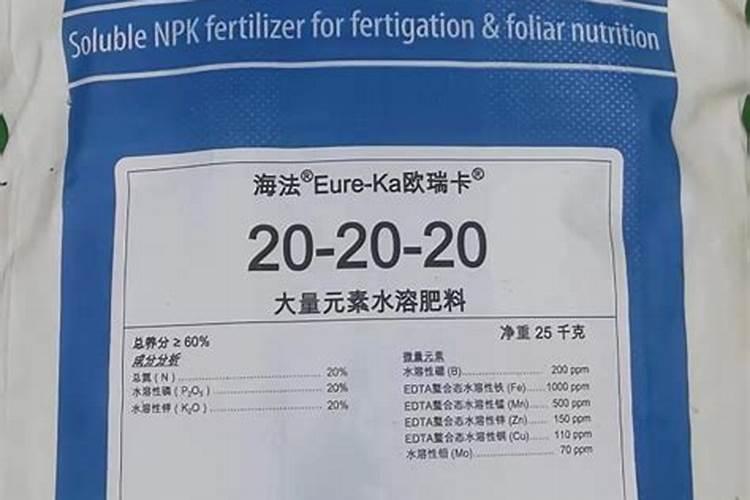 Soluble NPK fertilizer for fertigation & foliar nutrition
海法®Eure-Ka欧瑞卡®
20-20-20
大量元素水溶肥料
净重 25 千克
总养分 ≥ 60%
成分分析
总氮 ( N ) 20%
水溶性磷 ( P₂O₅ ) 20%
水溶性钾 ( K₂O ) 20%
微量元素
水溶性硼 (B) 200 ppm
EDTA螯合态水溶性铁 (Fe) 1000 ppm
EDTA螯合态水溶性锰 (Mn) 500 ppm
EDTA螯合态水溶性锌 (Zn) 150 ppm
EDTA螯合态水溶性铜 (Cu) 110 ppm
水溶性钼 (Mo) 70 ppm